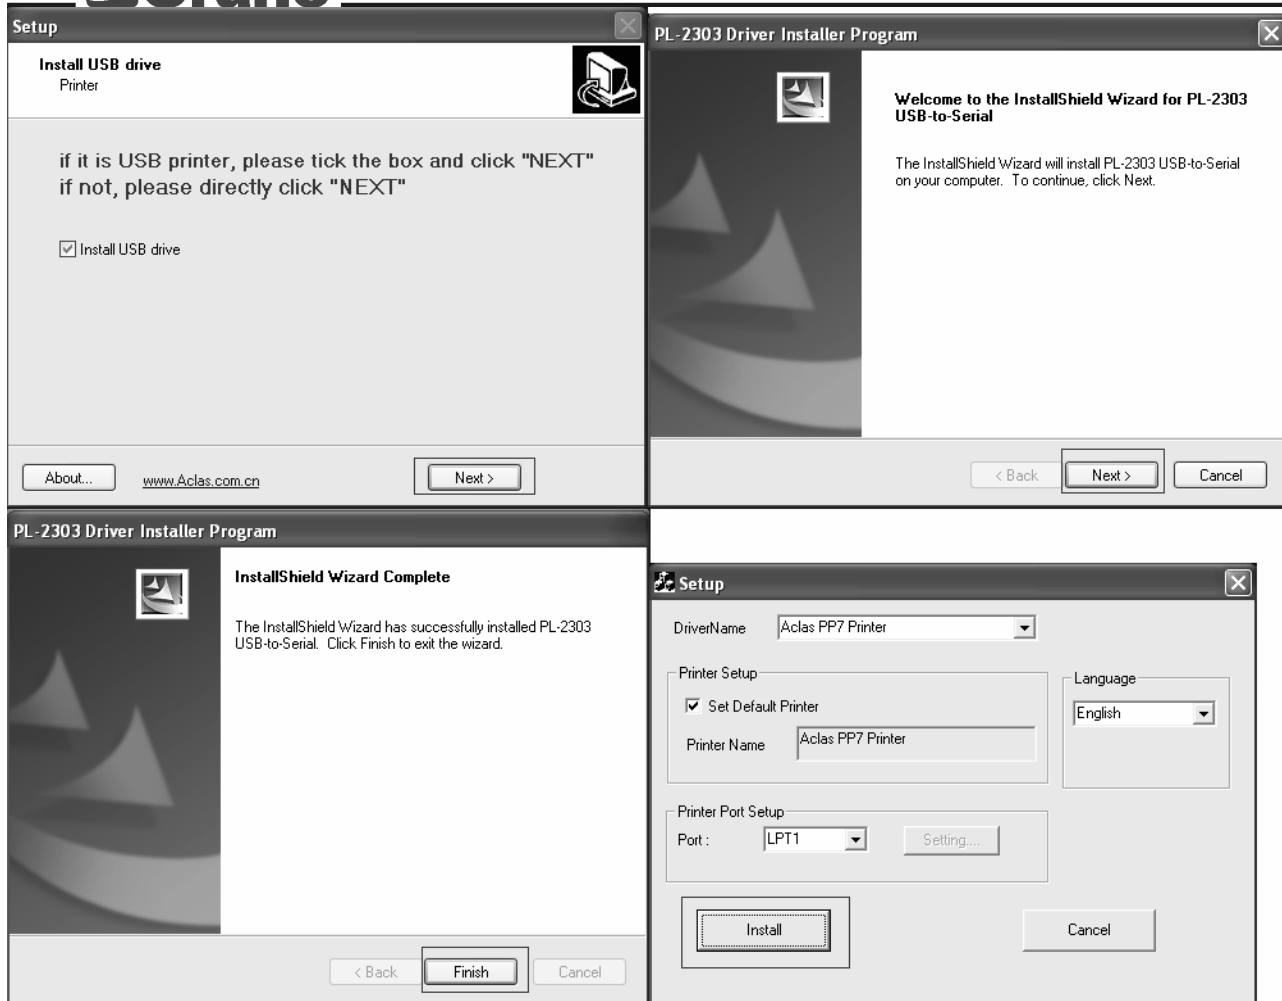 Setup
Install USB drive
Printer
if it is USB printer, please tick the box and click "NEXT"
if not, please directly click "NEXT"
Install USB drive
About...
www.Aclas.com.cn
Next >
PL-2303 Driver Installer Program
Welcome to the InstallShield Wizard for PL-2303
USB-to-Serial
The InstallShield Wizard will install PL-2303 USB-to-Serial
on your computer. To continue, click Next.
< Back
Next >
Cancel
PL-2303 Driver Installer Program
InstallShield Wizard Complete
The InstallShield Wizard has successfully installed PL-2303
USB-to-Serial. Click Finish to exit the wizard.
< Back
Finish
Cancel
Setup
DriverName
Aclas PP7 Printer
Printer Setup
Set Default Printer
Printer Name
Aclas PP7 Printer
Language
English
Printer Port Setup
Port :
LPT1
Setting....
Install
Cancel